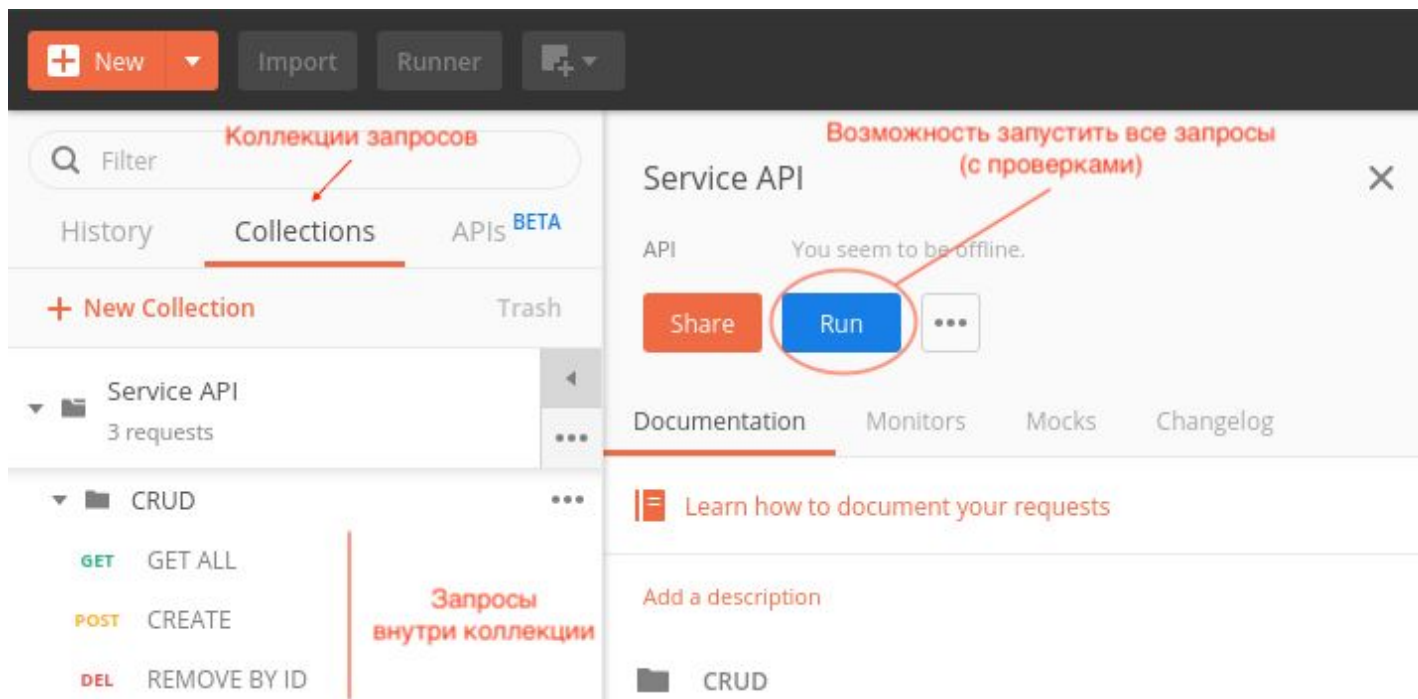 New
Import
Runner
Коллекции запросов
Filter
History
Collections
APIs BETA
+ New Collection
Trash
Service API
3 requests
CRUD
GET GET ALL
POST CREATE
DEL REMOVE BY ID
Запросы
внутри коллекции
Возможность запустить все запросы
(с проверками)
Service API
API
You seem to be offline.
Share
Run
Documentation
Monitors
Mocks
Changelog
Learn how to document your requests
Add a description
CRUD